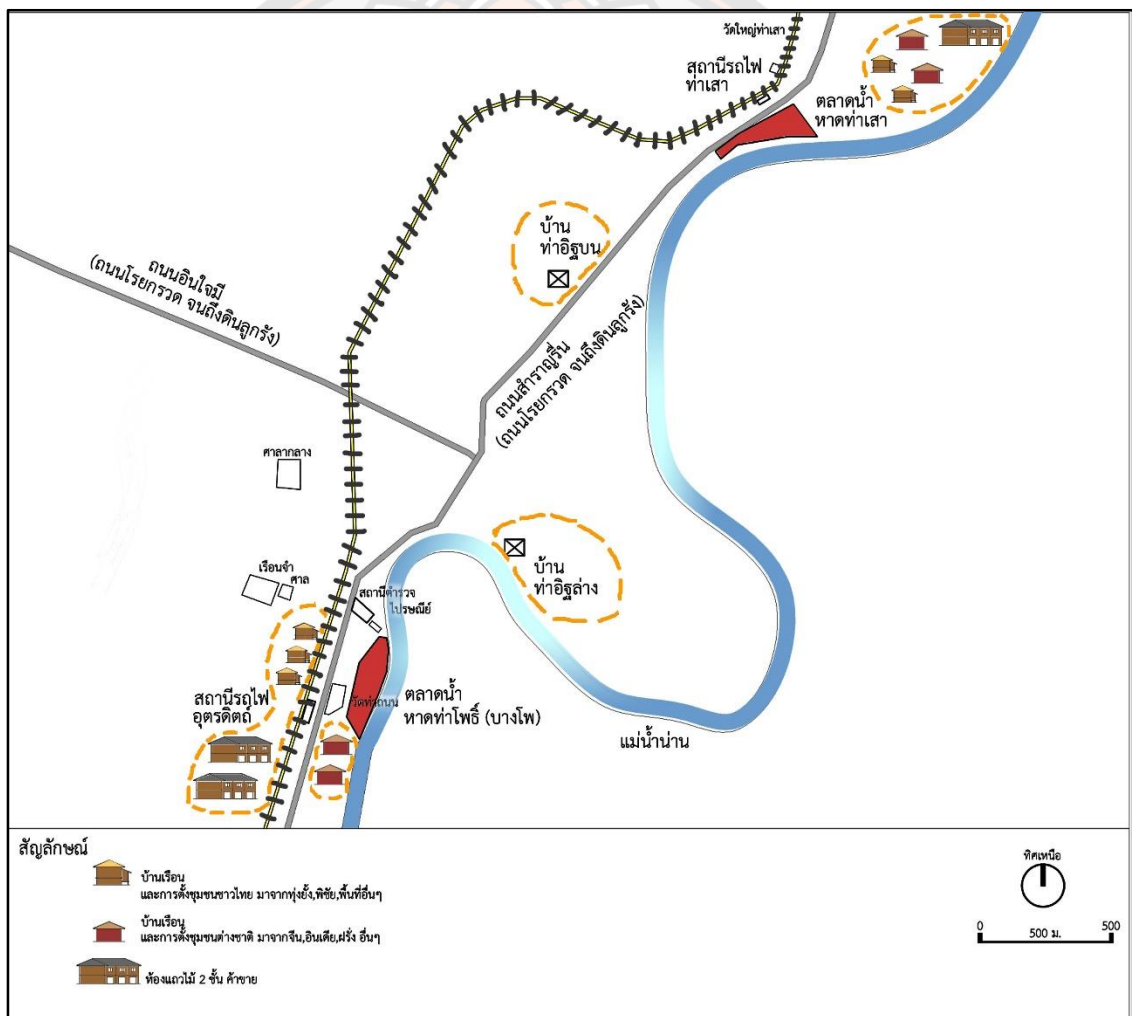 วัดใหญ่ท่าเสา
สถานีรถไฟ
ท่าเสา
ตลาดน้ำ
หาดท่าเสา
บ้าน
ท่าอิฐบน
ถนนอินใจมี
(ถนนโรยกรวด จนถึงดินลูกรัง)
ถนนสำราญรื่น
(ถนนโรยกรวด จนถึงดินลูกรัง)
ศาลากลาง
บ้าน
ท่าอิฐล่าง
เรือนจำ
ศาล
สถานีตำรวจ
ไปรษณีย์
สถานีรถไฟ
อุตรดิตถ์
วัดท่าถนน
ตลาดน้ำ
หาดท่าโพธิ์ (บางโพ)
แม่น้ำน่าน
สัญลักษณ์
บ้านเรือน
และการตั้งชุมชนชาวไทย มาจากทุ่งยั้ง,พิชัย,พื้นที่อื่นๆ
บ้านเรือน
และการตั้งชุมชนต่างชาติ มาจากจีน,อินเดีย,ฝรั่ง อื่นๆ
ห้องแถวไม้ 2 ชั้น ค้าขาย
ทิศเหนือ
0 500 ม. 500